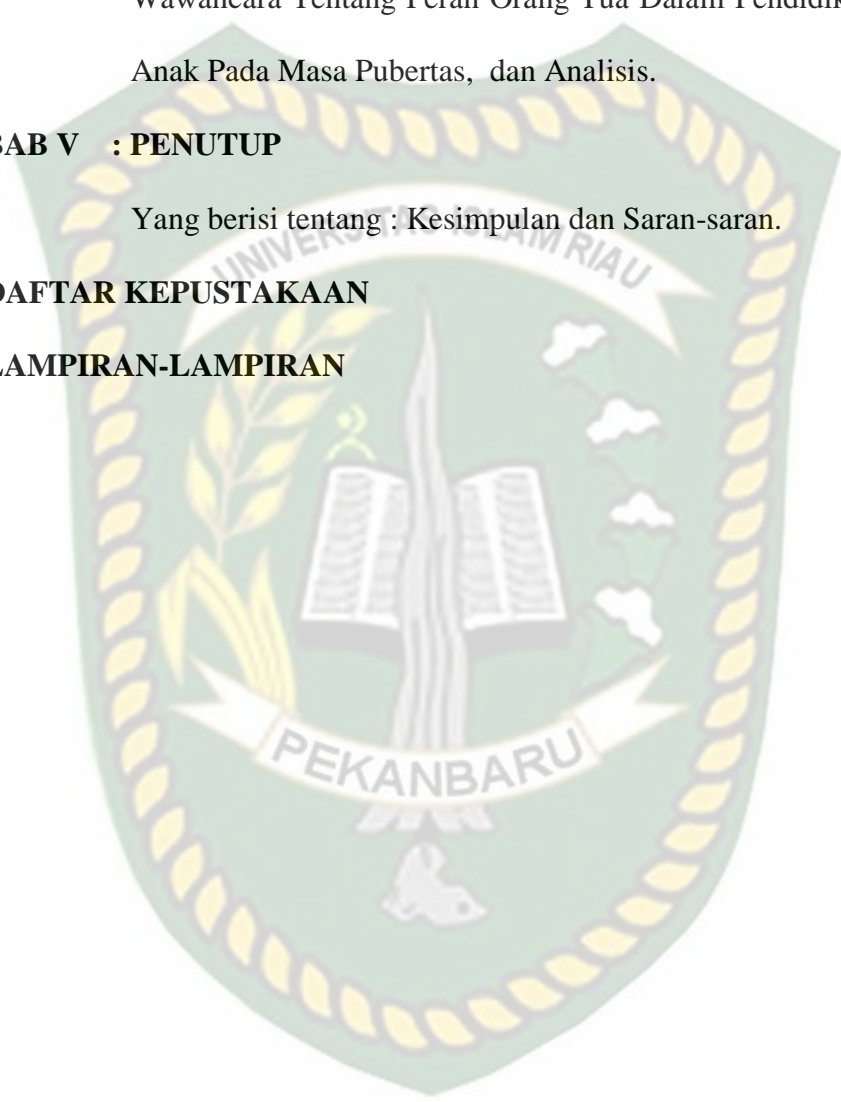 Wawancara Tentang Peran Orang Tua Dalam
Anak Pada Masa Pubertas, dan Analisis.
BAB V : PENUTUP
Yang berisi tentang : Kesimpulan dan Saran-saran.
UNIVERSITAS ISLAM RIAU
DAFTAR KEPUSTAKAAN
LAMPIRAN-LAMPIRAN
PEKANBARU